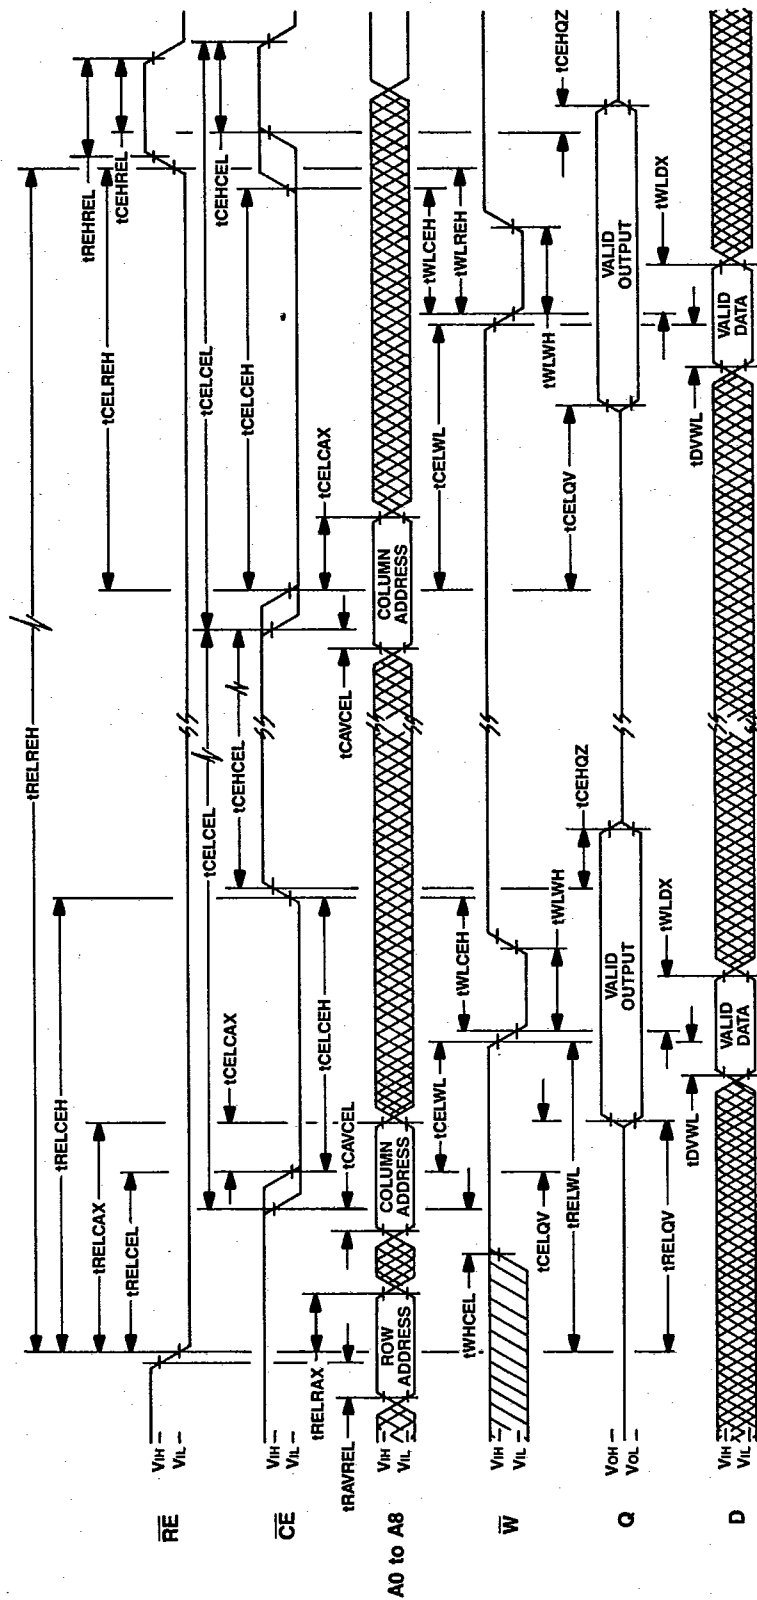 tRELREH
tREHREL
tCELREH
tCEHREL
tRELCEH
tRELCAX
tRELCEL
RE
VIH
VIL
tCELCEL
tCELCEL
tCEHCEL
tCEHCEL
tCELCEH
tCELCAX
tCELCEH
tCELCAX
CE
VIH
VIL
tRELRAX
tCAVCEL
tCAVCEL
tRAVREL
A0 to A8
VIH
VIL
ROW
ADDRESS
COLUMN
ADDRESS
COLUMN
ADDRESS
tWHCEL
tCELWL
tWLCEH
tCELWL
tWLCEH
tWLREH
W
VIH
VIL
tCELQV
tRELWL
tWLWH
tCEHQZ
tCELQV
tWLWH
tCEHQZ
Q
VOH
VOL
VALID
OUTPUT
VALID
OUTPUT
tRELQV
tDVWL
tWLDX
tDVWL
tWLDX
D
VIH
VIL
VALID
DATA
VALID
DATA